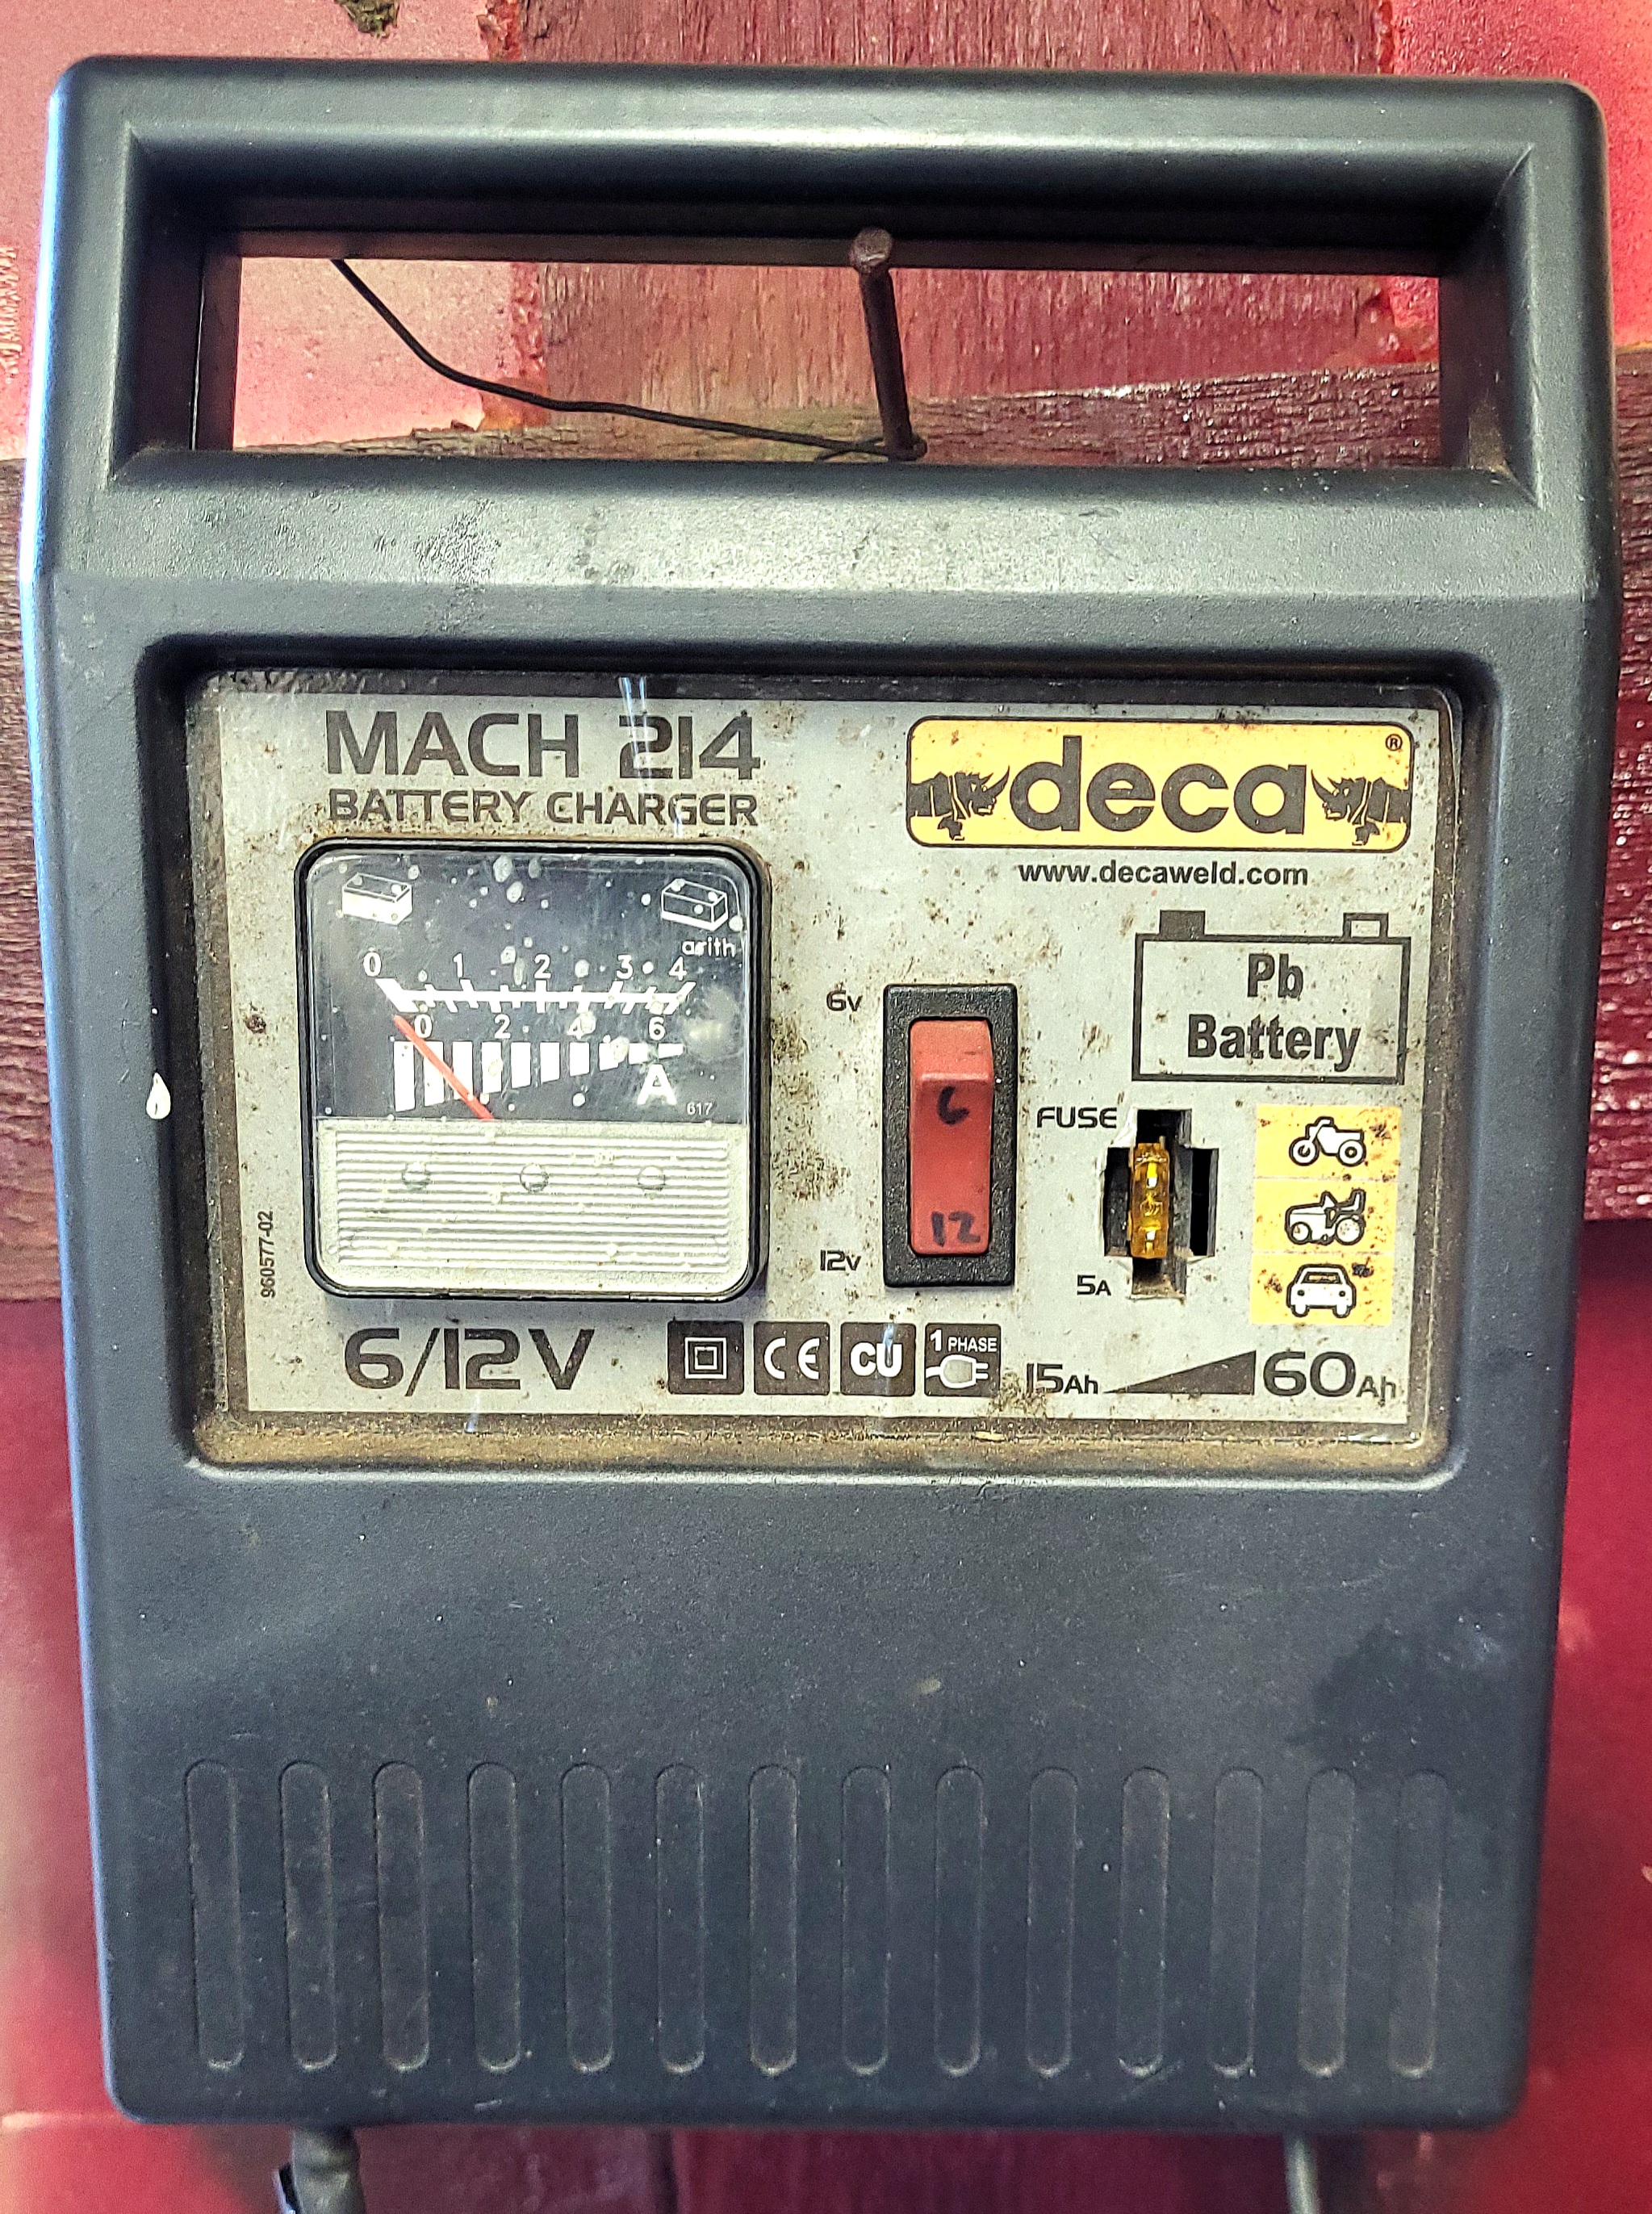 MACH 214
BATTERY CHARGER
deca®
www.decaweld.com
arith
0 1 2 3 4
0 2 4 6
A
617
6V
6
12
12V
Pb
Battery
FUSE
5A
960577-02
6/12V
CE
CU
1 PHASE
15Ah
60Ah